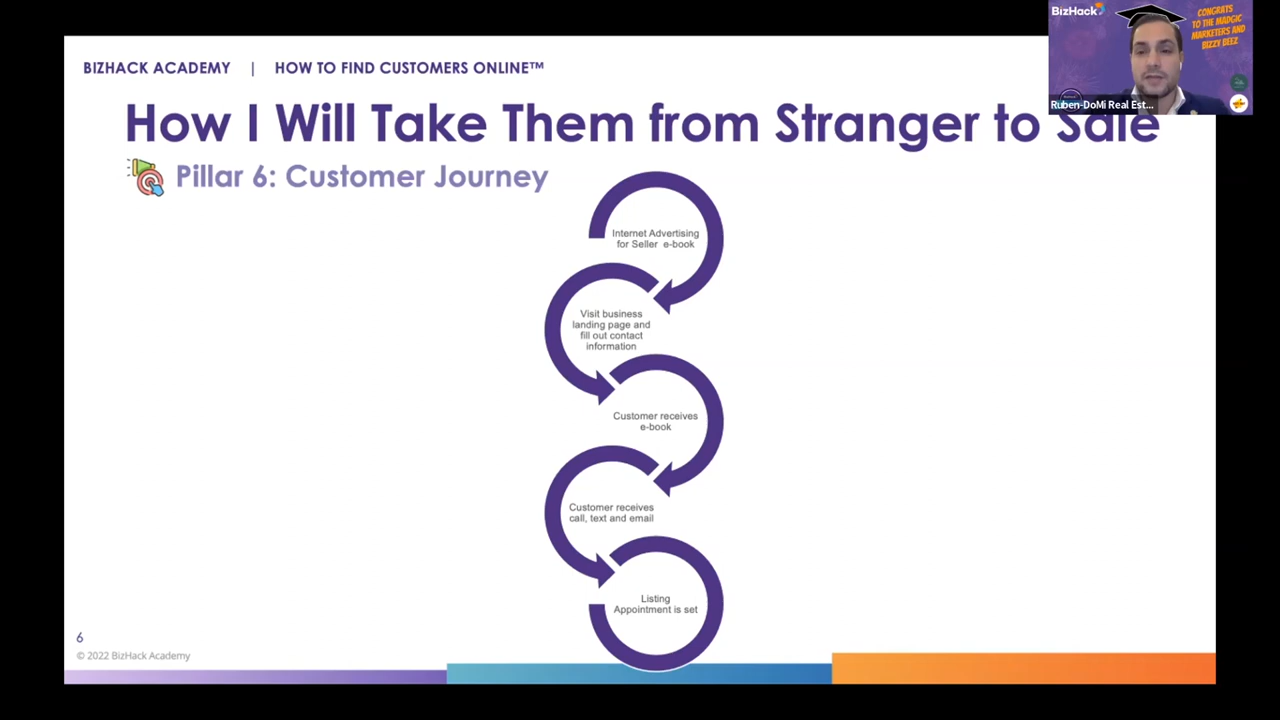 BIZHACK ACADEMY | HOW TO FIND CUSTOMERS ONLINE™
How I Will Take Them from Stranger to Sale
Pillar 6: Customer Journey
Internet Advertising
for Seller e-book
Visit business
landing page and
fill out contact
information
Customer receives
e-book
Customer receives
call, text and email
Listing
Appointment is set
6
© 2022 BizHack Academy
BizHack
CONGRATS
TO THE MADGIC
MARKETERS AND
BIZZY BEEZ
Ruben-DoMi Real Est...